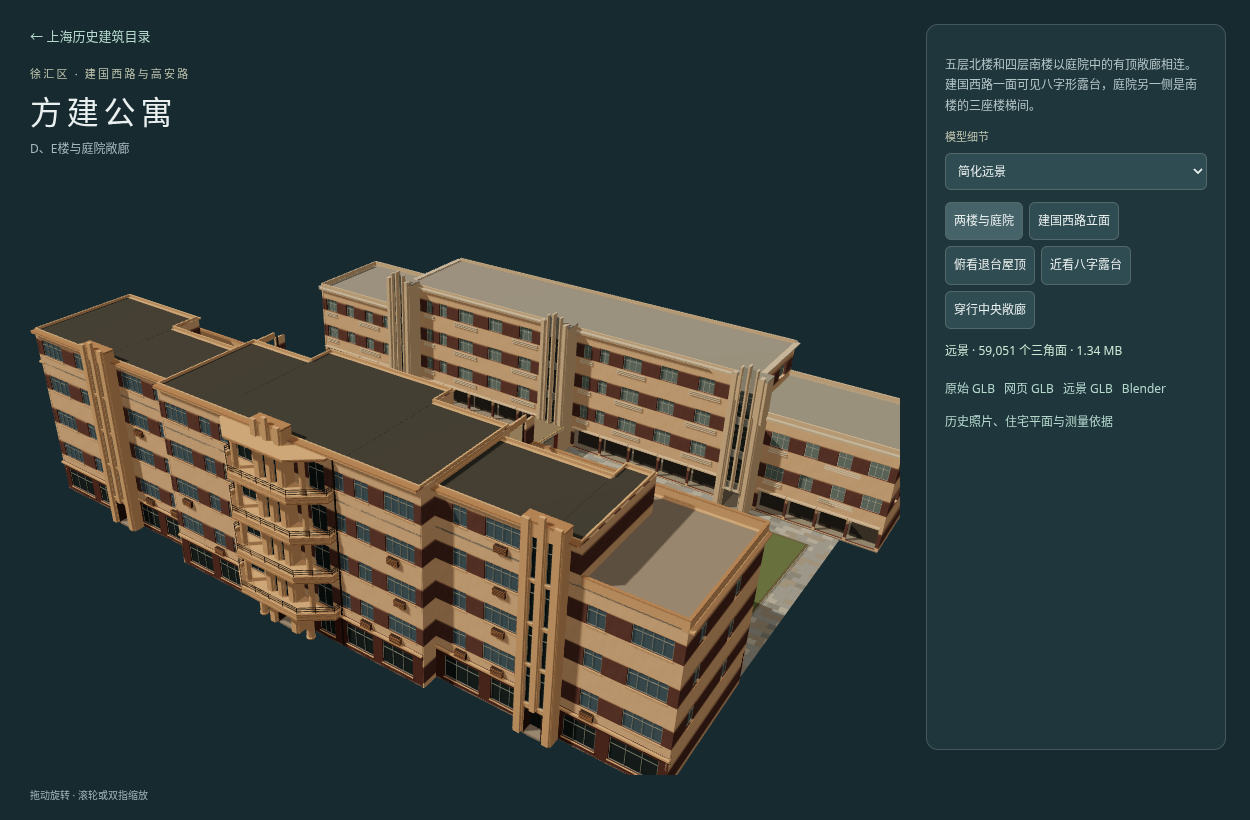 ← 上海历史建筑目录
徐汇区 · 建国西路与高安路
方建公寓
D、E楼与庭院敞廊
五层北楼和四层南楼以庭院中的有顶敞廊相连。
建国西路一面可见八字形露台，庭院另一侧是南
楼的三座楼梯间。
模型细节
简化远景
两楼与庭院 建国西路立面
俯看退台屋顶 近看八字露台
穿行中央敞廊
远景 · 59,051 个三角面 · 1.34 MB
原始 GLB 网页 GLB 远景 GLB Blender
历史照片、住宅平面与测量依据
拖动旋转 · 滚轮或双指缩放